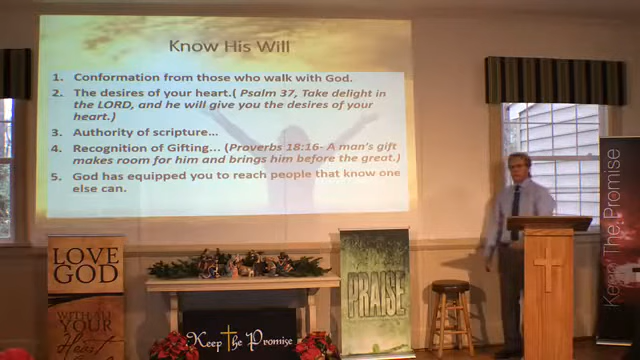 Know His Will
1. Conformation from those who walk with God.
2. The desires of your heart.( Psalm 37, Take delight in
the LORD, and he will give you the desires of your
heart.)
3. Authority of scripture...
4. Recognition of Gifting... (Proverbs 18:16- A man's gift
makes room for him and brings him before the great.)
5. God has equipped you to reach people that know one
else can.
LOVE
GOD
WITH ALL
YOUR
Heart
PRAISE
Keep The Promise
Keep The Promise